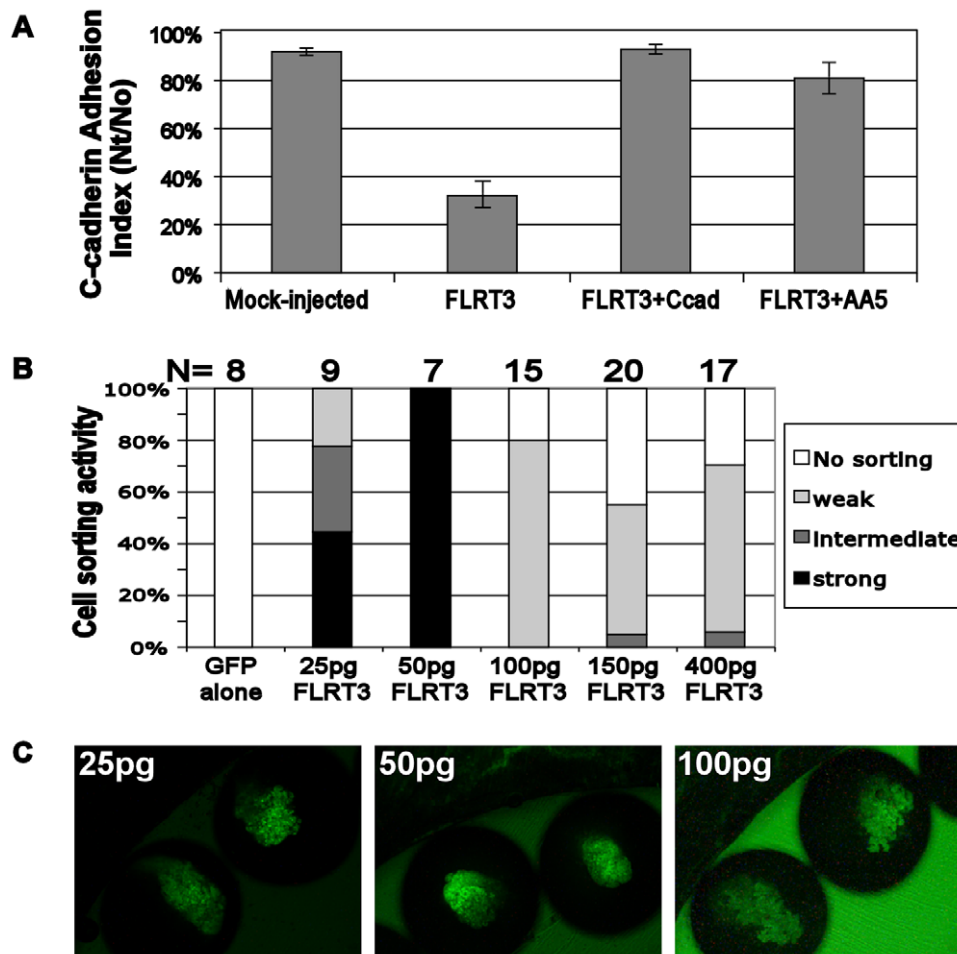 A
C-cadherin Adhesion
Index (Nt/No)
100%
80%
60%
40%
20%
0%
Mock-injected FLRT3 FLRT3+Ccad FLRT3+AA5
B
N= 8 9 7 15 20 17
Cell sorting activity
100%
80%
60%
40%
20%
0%
GFP alone
25pg FLRT3
50pg FLRT3
100pg FLRT3
150pg FLRT3
400pg FLRT3
No sorting
weak
Intermediate
strong
C
25pg
50pg
100pg